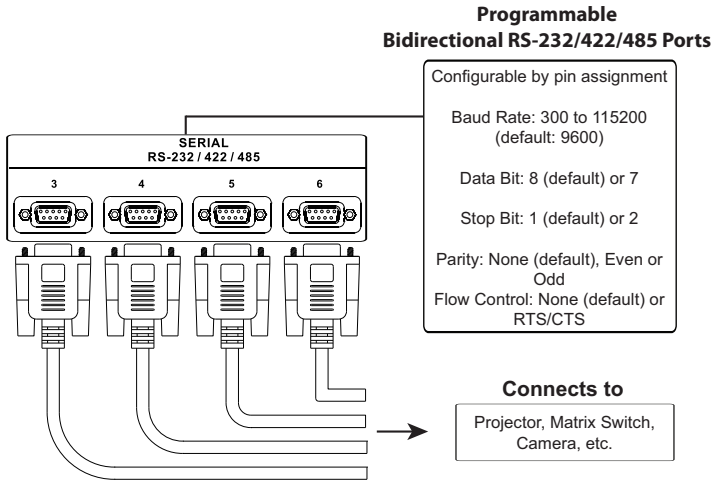 Programmable
Bidirectional RS-232/422/485 Ports
Configurable by pin assignment
Baud Rate: 300 to 115200
(default: 9600)
Data Bit: 8 (default) or 7
Stop Bit: 1 (default) or 2
Parity: None (default), Even or
Odd
Flow Control: None (default) or
RTS/CTS
SERIAL
RS-232 / 422 / 485
3 4 5 6
Connects to
Projector, Matrix Switch,
Camera, etc.